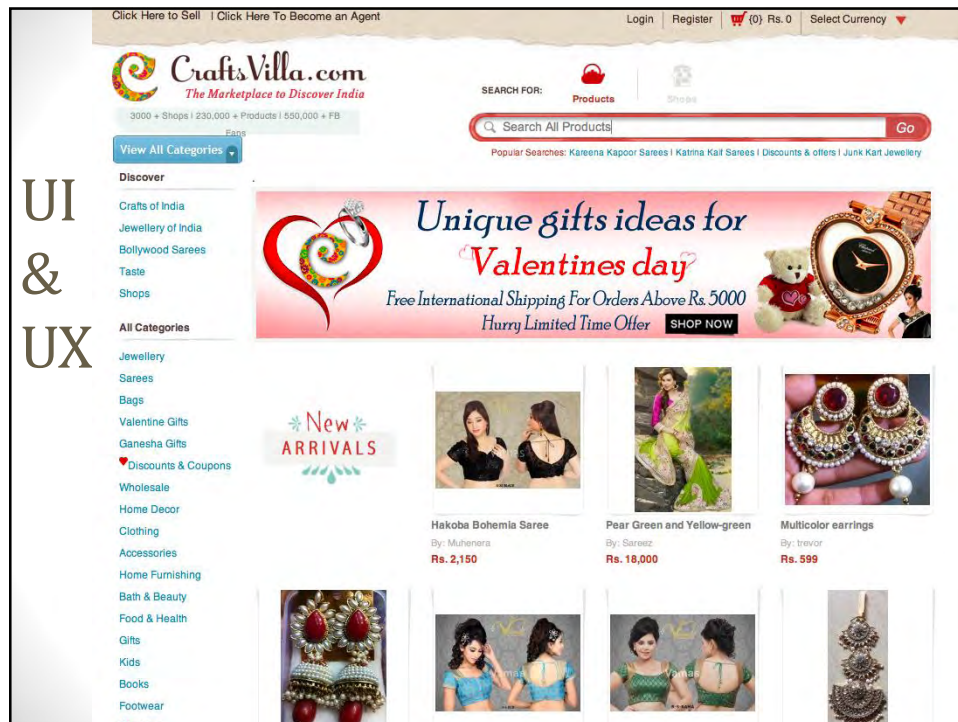 Click Here to Sell | Click Here To Become an Agent
Login | Register | {0} Rs. 0 | Select Currency
CraftsVilla.com
The Marketplace to Discover India
3000 + Shops | 230,000 + Products | 550,000 + FB
Fans
SEARCH FOR:
Products
Shops
Search All Products
Go
Popular Searches: Kareena Kapoor Sarees | Katrina Kaif Sarees | Discounts & offers | Junk Kart Jewellery
View All Categories
UI
&
UX
Discover
Crafts of India
Jewellery of India
Bollywood Sarees
Taste
Shops
All Categories
Jewellery
Sarees
Bags
Valentine Gifts
Ganesha Gifts
Discounts & Coupons
Wholesale
Home Decor
Clothing
Accessories
Home Furnishing
Bath & Beauty
Food & Health
Gifts
Kids
Books
Footwear
Unique gifts ideas for
Valentines day
Free International Shipping For Orders Above Rs. 5000
Hurry Limited Time Offer SHOP NOW
New
ARRIVALS
Hakoba Bohemia Saree
By: Muhenera
Rs. 2,150
Pear Green and Yellow-green
By: Sareez
Rs. 18,000
Multicolor earrings
By: trevor
Rs. 599
Vamas
Vamas